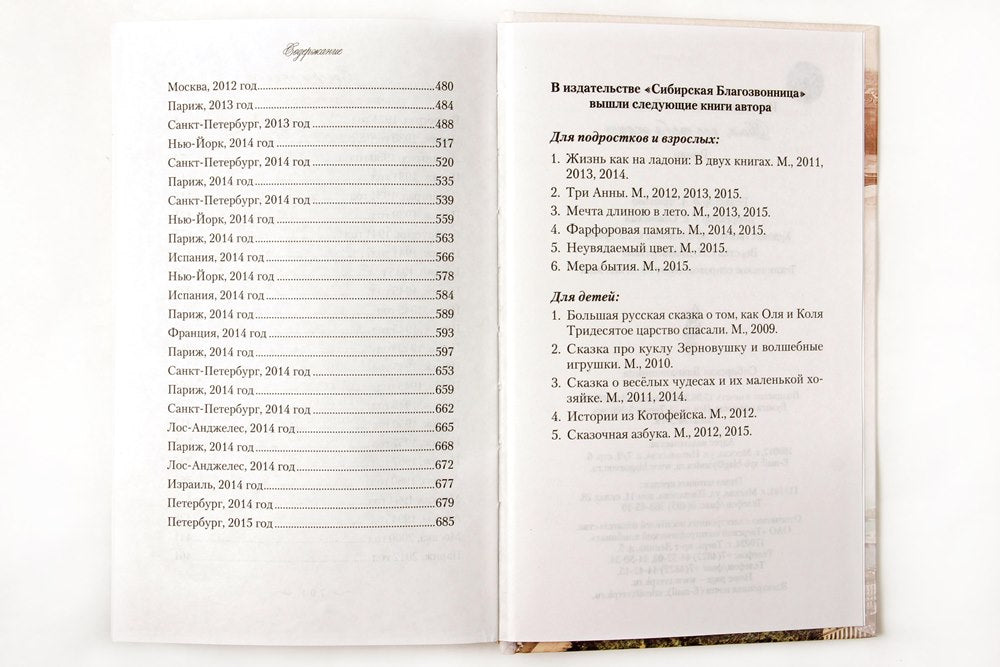 Содержание
Москва, 2012 год.....480
Париж, 2013 год.....484
Санкт-Петербург, 2013 год.....488
Нью-Йорк, 2014 год.....517
Санкт-Петербург, 2014 год.....520
Париж, 2014 год.....535
Санкт-Петербург, 2014 год.....539
Нью-Йорк, 2014 год.....559
Париж, 2014 год.....563
Испания, 2014 год.....566
Нью-Йорк, 2014 год.....578
Испания, 2014 год.....584
Париж, 2014 год.....589
Франция, 2014 год.....593
Париж, 2014 год.....597
Санкт-Петербург, 2014 год.....653
Париж, 2014 год.....659
Санкт-Петербург, 2014 год.....662
Лос-Анджелес, 2014 год.....665
Париж, 2014 год.....668
Лос-Анджелес, 2014 год.....672
Израиль, 2014 год.....677
Петербург, 2014 год.....679
Петербург, 2015 год.....685
В издательстве «Сибирская Благозвонница»
вышли следующие книги автора
Для подростков и взрослых:
1. Жизнь как на ладони: В двух книгах. М., 2011,
2013, 2014.
2. Три Анны. М., 2012, 2013, 2015.
3. Мечта длиною в лето. М., 2013, 2015.
4. Фарфоровая память. М., 2014, 2015.
5. Неувядаемый цвет. М., 2015.
6. Мера бытия. М., 2015.
Для детей:
1. Большая русская сказка о том, как Оля и Коля
Тридесятое царство спасали. М., 2009.
2. Сказка про куклу Зерновушку и волшебные
игрушки. М., 2010.
3. Сказка о весёлых чудесах и их маленькой хо-
зяйке. М., 2011, 2014.
4. Истории из Котофейска. М., 2012.
5. Сказочная азбука. М., 2012, 2015.